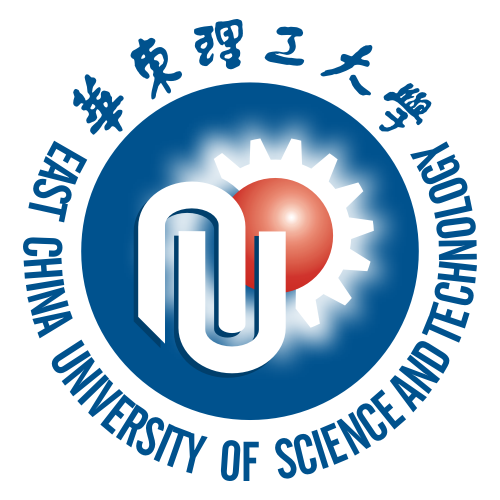 華東理工大學
EAST CHINA UNIVERSITY OF SCIENCE AND TECHNOLOGY